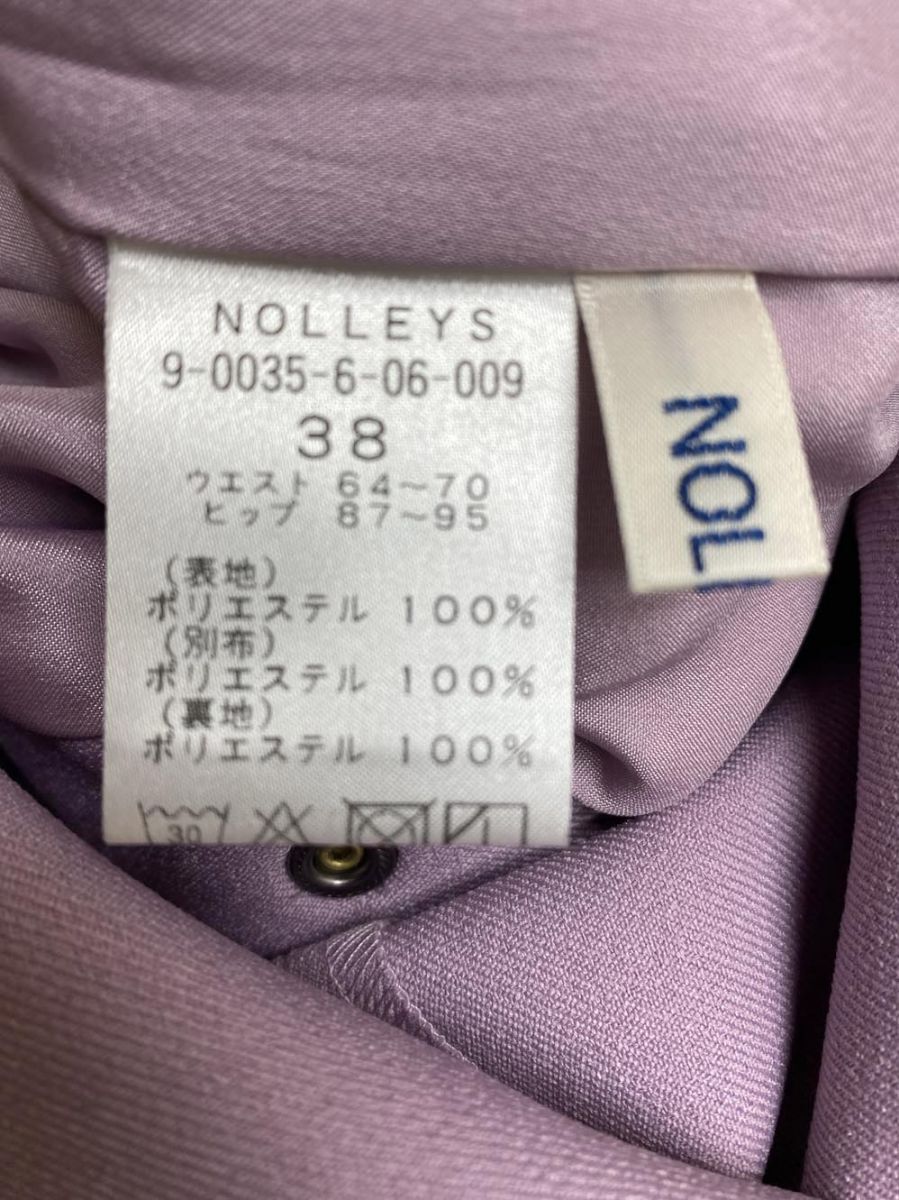 NOLLEYS
9-0035-6-06-009
38
ウエスト 64～70
ヒップ 87～95
(表地)
ポリエステル 100%
(別布)
ポリエステル 100%
(裏地)
ポリエステル 100%
30
NOL